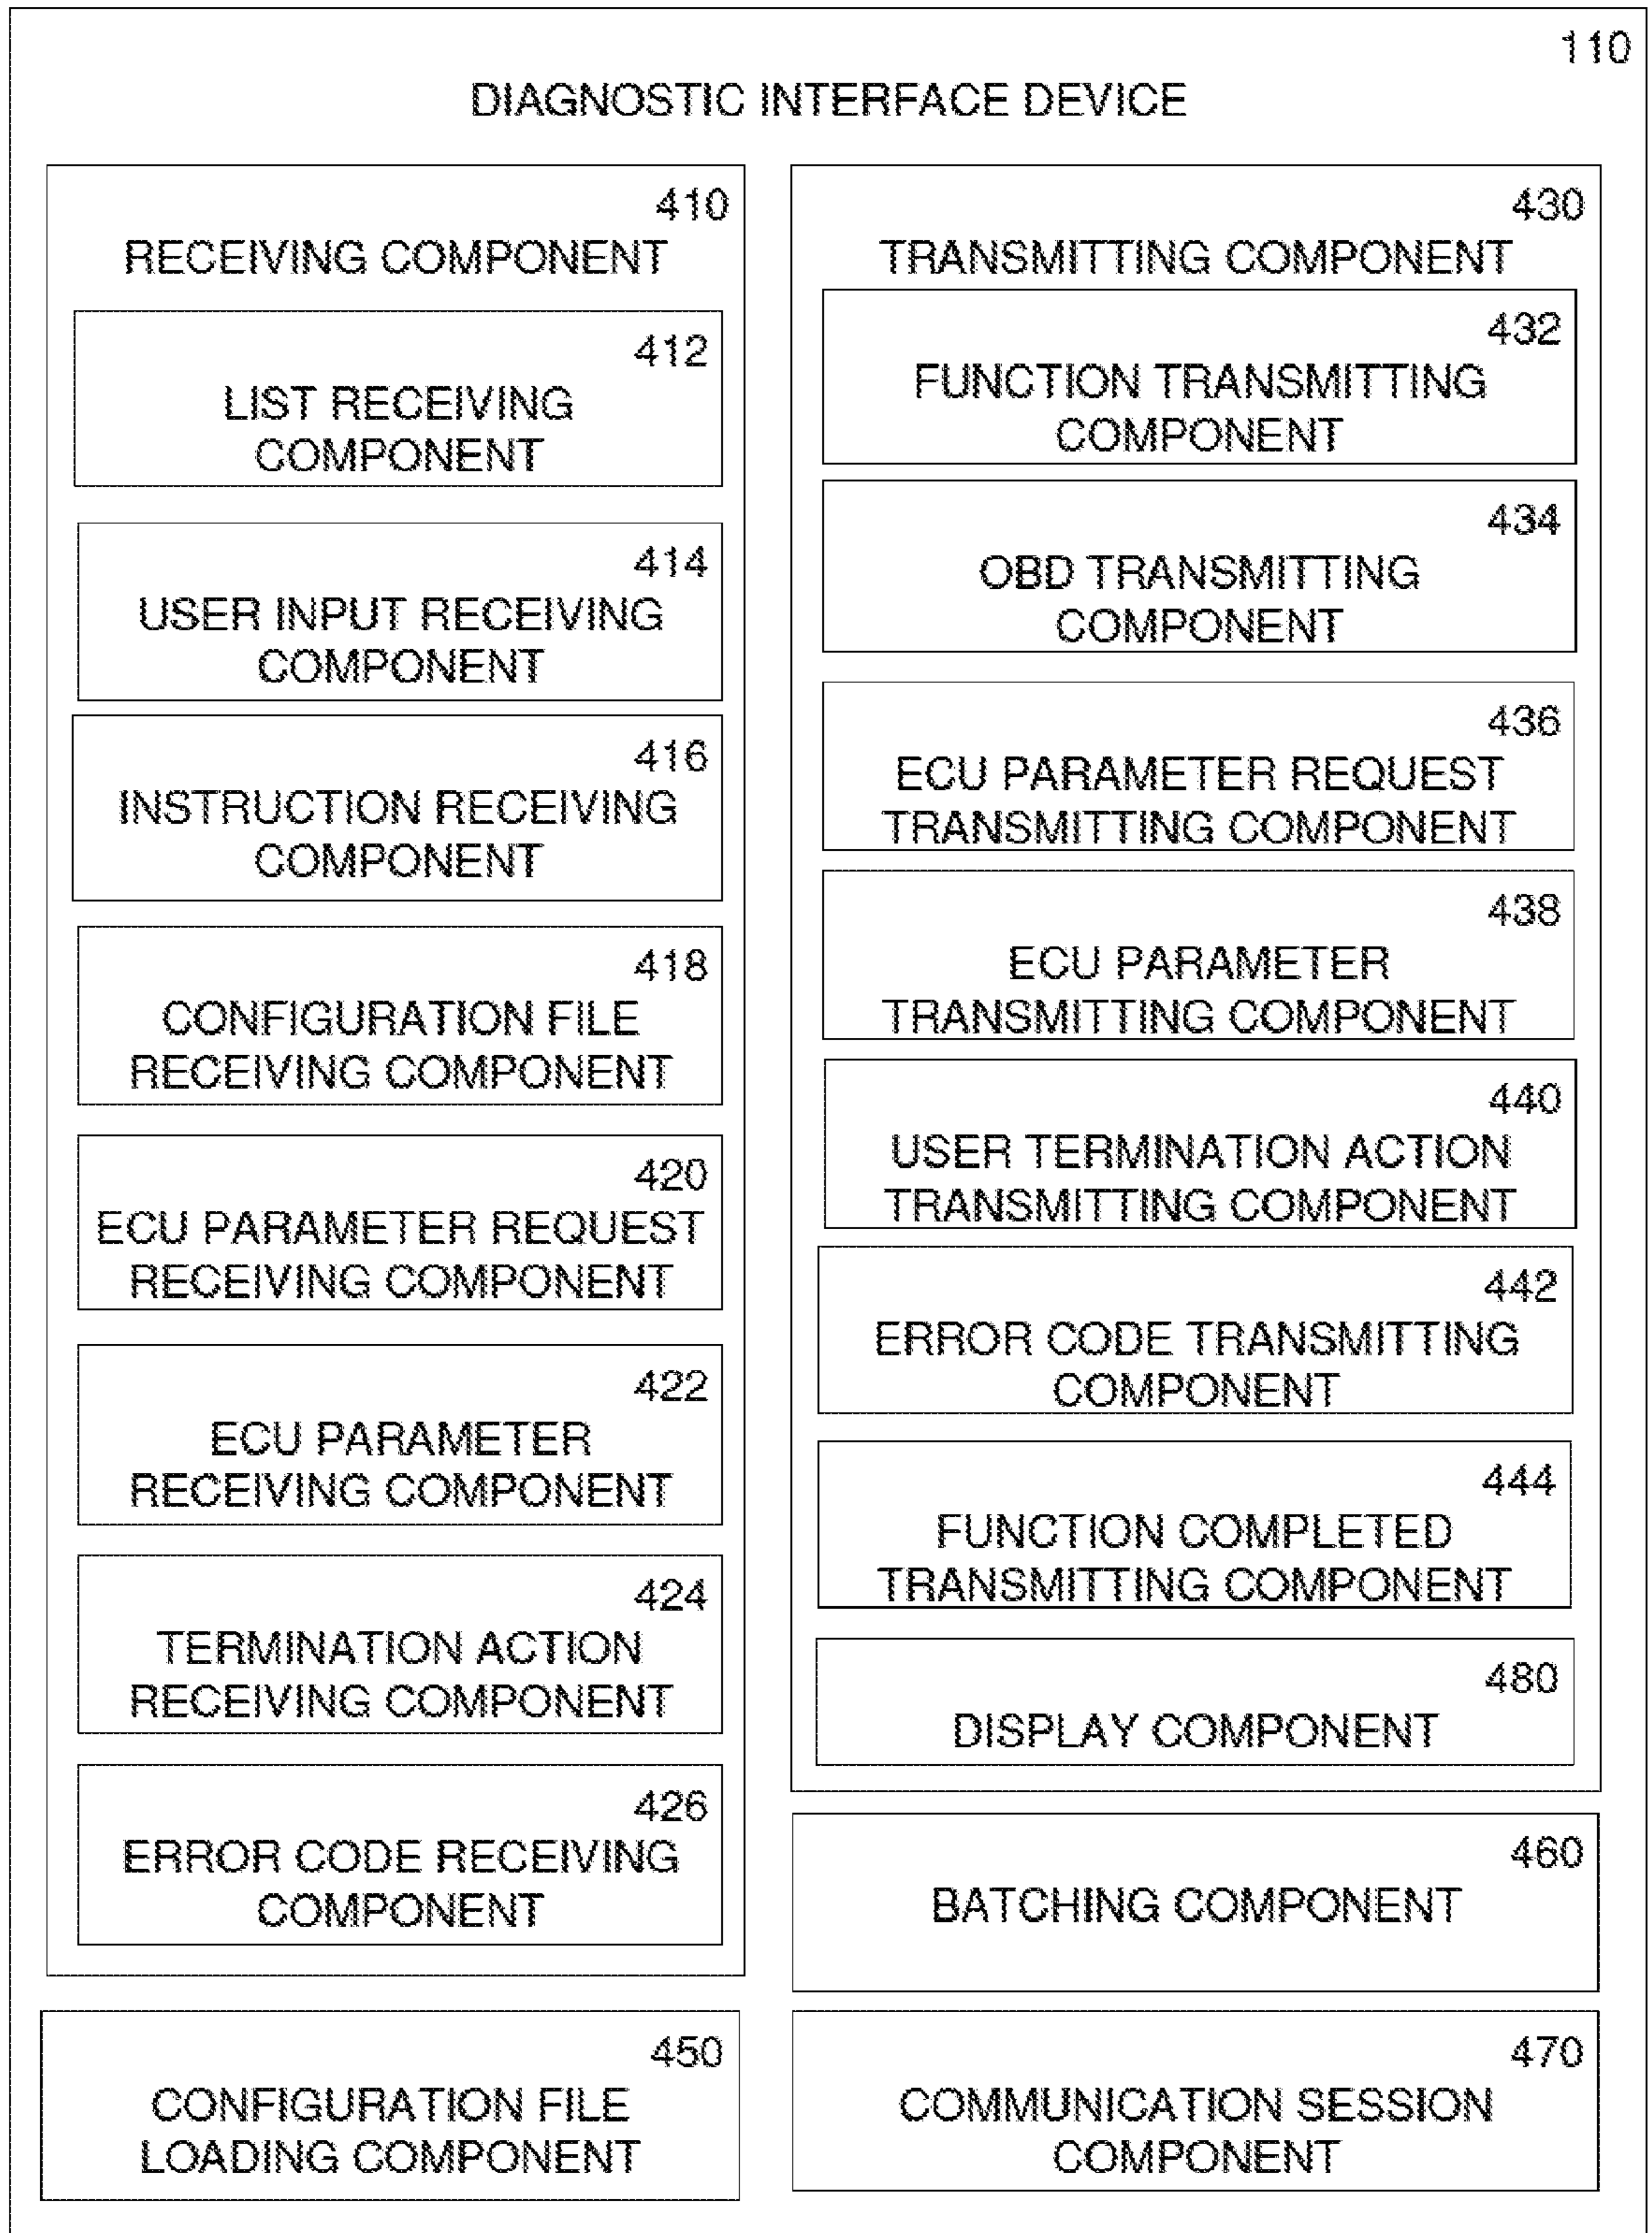 110
DIAGNOSTIC INTERFACE DEVICE
410
RECEIVING COMPONENT
412
LIST RECEIVING
COMPONENT
414
USER INPUT RECEIVING
COMPONENT
416
INSTRUCTION RECEIVING
COMPONENT
418
CONFIGURATION FILE
RECEIVING COMPONENT
420
ECU PARAMETER REQUEST
RECEIVING COMPONENT
422
ECU PARAMETER
RECEIVING COMPONENT
424
TERMINATION ACTION
RECEIVING COMPONENT
426
ERROR CODE RECEIVING
COMPONENT
450
CONFIGURATION FILE
LOADING COMPONENT
430
TRANSMITTING COMPONENT
432
FUNCTION TRANSMITTING
COMPONENT
434
OBD TRANSMITTING
COMPONENT
436
ECU PARAMETER REQUEST
TRANSMITTING COMPONENT
438
ECU PARAMETER
TRANSMITTING COMPONENT
440
USER TERMINATION ACTION
TRANSMITTING COMPONENT
442
ERROR CODE TRANSMITTING
COMPONENT
444
FUNCTION COMPLETED
TRANSMITTING COMPONENT
480
DISPLAY COMPONENT
460
BATCHING COMPONENT
470
COMMUNICATION SESSION
COMPONENT